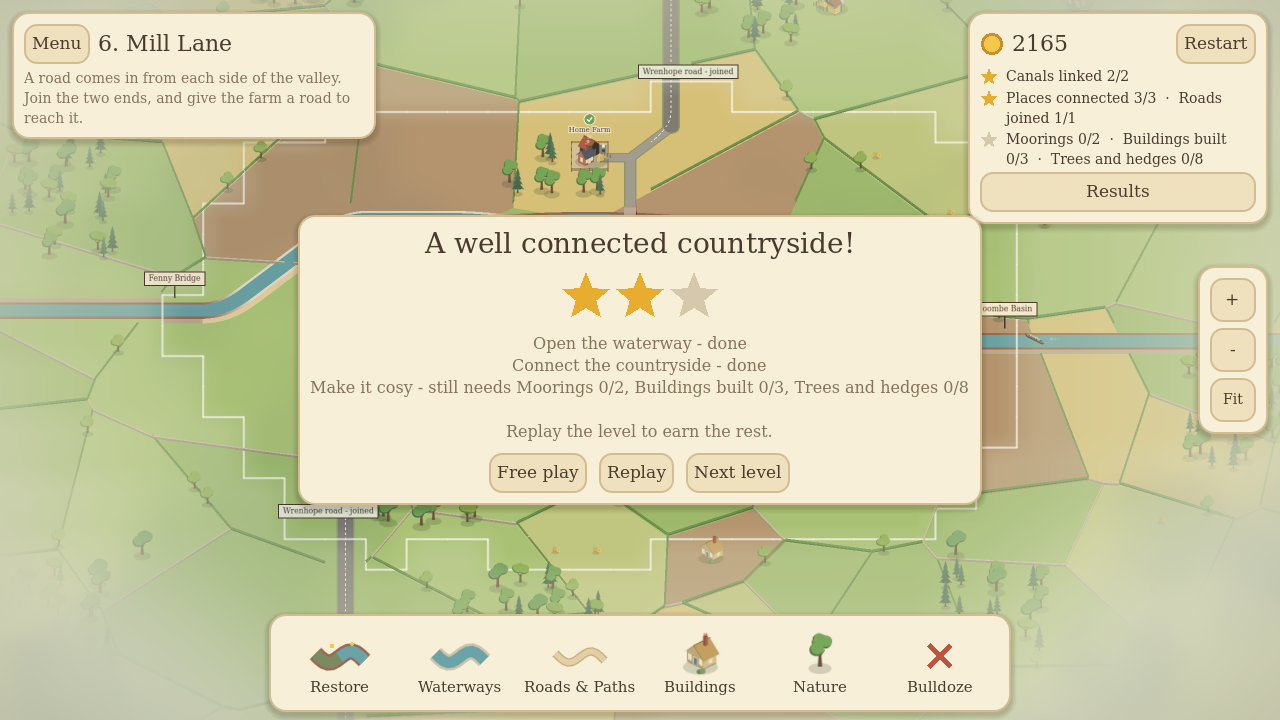 Menu
6. Mill Lane
A road comes in from each side of the valley.
Join the two ends, and give the farm a road to
reach it.
2165
Restart
Canals linked 2/2
Places connected 3/3 · Roads
joined 1/1
Moorings 0/2 · Buildings built
0/3 · Trees and hedges 0/8
Results
Wrenhope road - joined
Home Farm
Fenny Bridge
oombe Basin
A well connected countryside!
Open the waterway - done
Connect the countryside - done
Make it cosy - still needs Moorings 0/2, Buildings built 0/3, Trees and hedges 0/8
Replay the level to earn the rest.
Free play
Replay
Next level
+
-
Fit
Wrenhope road - joined
Restore
Waterways
Roads & Paths
Buildings
Nature
Bulldoze